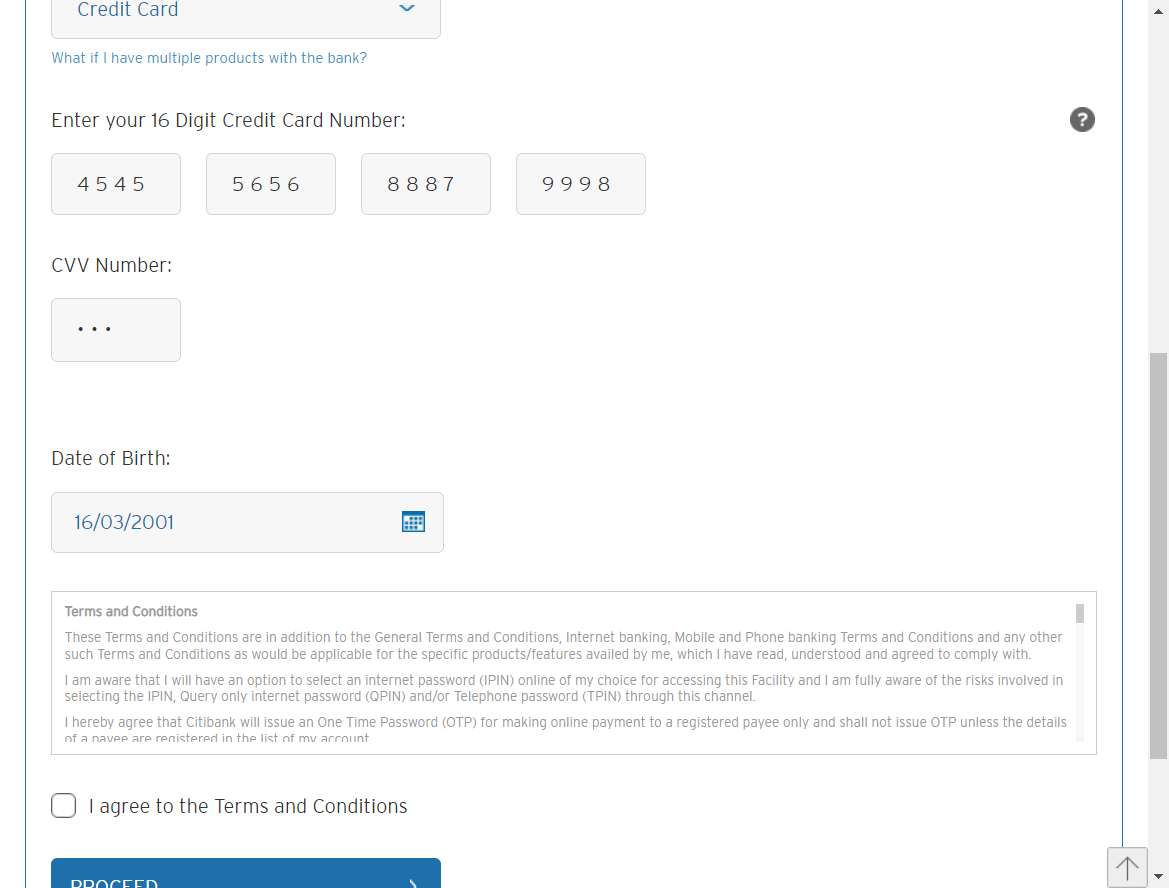 Credit Card
What if I have multiple products with the bank?
Enter your 16 Digit Credit Card Number:
?
4545 5656 8887 9998
CVV Number:
Date of Birth:
16/03/2001
Terms and Conditions
These Terms and Conditions are in addition to the General Terms and Conditions, Internet banking, Mobile and Phone banking Terms and Conditions and any other
such Terms and Conditions as would be applicable for the specific products/features availed by me, which I have read, understood and agreed to comply with.
I am aware that I will have an option to select an internet password (IPIN) online of my choice for accessing this Facility and I am fully aware of the risks involved in
selecting the IPIN, Query only internet password (QPIN) and/or Telephone password (TPIN) through this channel.
I hereby agree that Citibank will issue an One Time Password (OTP) for making online payment to a registered payee only and shall not issue OTP unless the details
of a payee are registered in the list of my account.
I agree to the Terms and Conditions
PROCEED